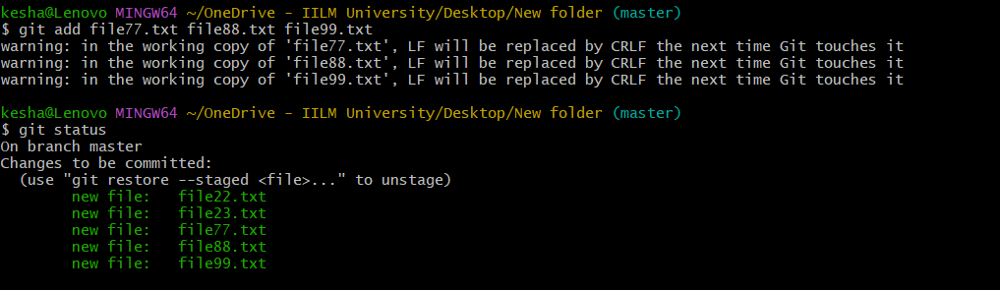 kesha@Lenovo MINGW64 ~/OneDrive - IILM University/Desktop/New folder (master)
$ git add file77.txt file88.txt file99.txt
warning: in the working copy of 'file77.txt', LF will be replaced by CRLF the next time Git touches it
warning: in the working copy of 'file88.txt', LF will be replaced by CRLF the next time Git touches it
warning: in the working copy of 'file99.txt', LF will be replaced by CRLF the next time Git touches it

kesha@Lenovo MINGW64 ~/OneDrive - IILM University/Desktop/New folder (master)
$ git status
On branch master
Changes to be committed:
  (use "git restore --staged <file>..." to unstage)
        new file:   file22.txt
        new file:   file23.txt
        new file:   file77.txt
        new file:   file88.txt
        new file:   file99.txt